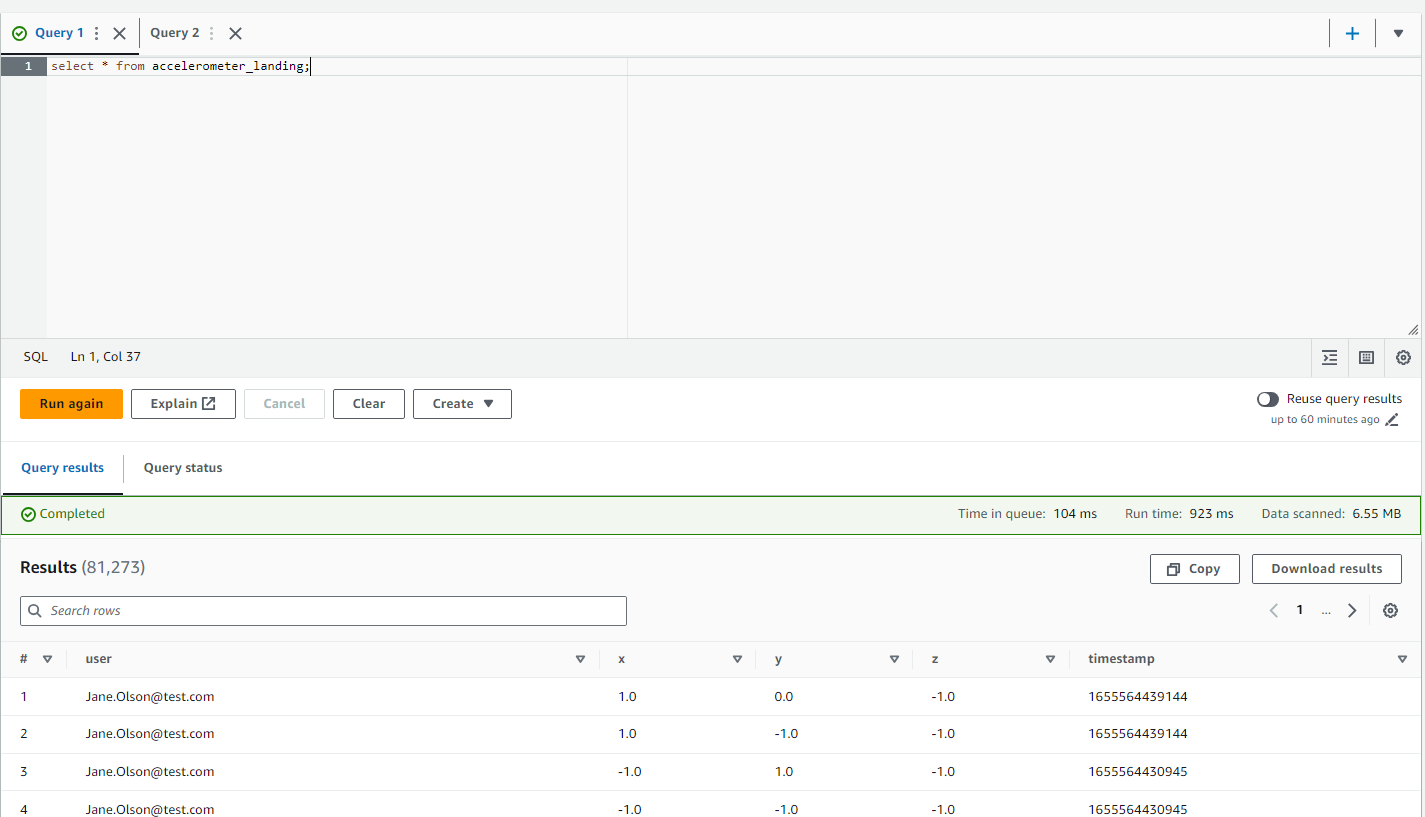 Query 1 Query 2
1 select * from accelerometer_landing;
SQL Ln 1, Col 37
Run again Explain Cancel Clear Create Reuse query results
up to 60 minutes ago
Query results Query status
Completed Time in queue: 104 ms Run time: 923 ms Data scanned: 6.55 MB
Results (81,273) Copy Download results
Search rows 1 ...
# user x y z timestamp
1 Jane.Olson@test.com 1.0 0.0 -1.0 1655564439144
2 Jane.Olson@test.com 1.0 -1.0 -1.0 1655564439144
3 Jane.Olson@test.com -1.0 1.0 -1.0 1655564430945
4 Jane.Olson@test.com -1.0 -1.0 -1.0 1655564430945